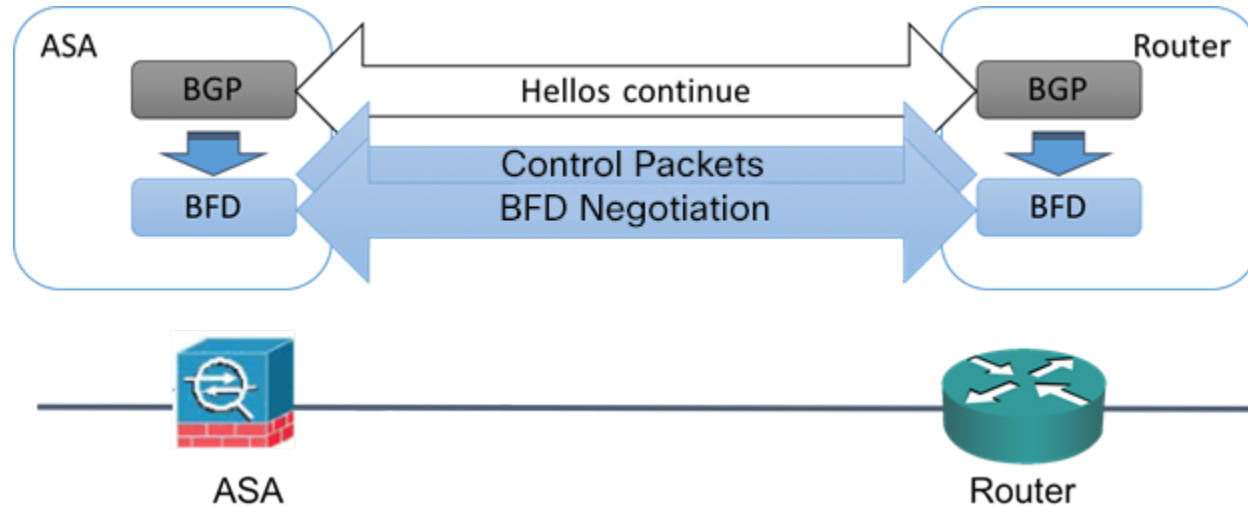 ASA
Router
BGP
Hellos continue
BGP
Control Packets
BFD
BFD Negotiation
BFD
ASA
Router